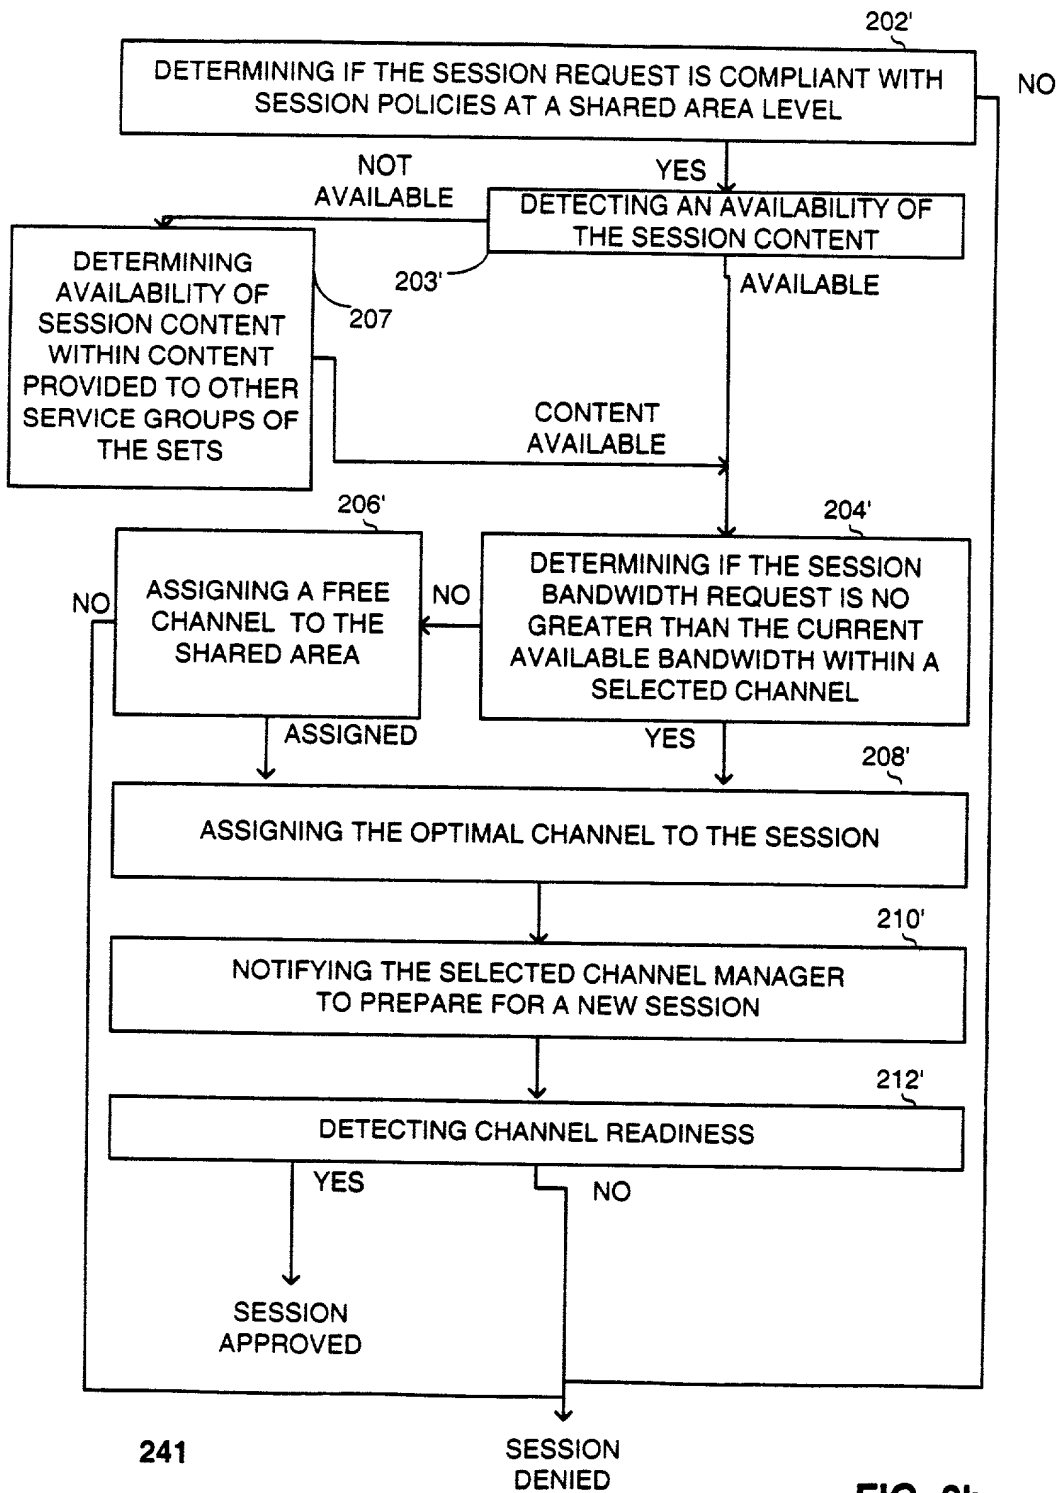 202'
DETERMINING IF THE SESSION REQUEST IS COMPLIANT WITH
SESSION POLICIES AT A SHARED AREA LEVEL
NO
NOT
AVAILABLE
YES
DETECTING AN AVAILABILITY OF
THE SESSION CONTENT
203'
AVAILABLE
DETERMINING
AVAILABILITY OF
SESSION CONTENT
WITHIN CONTENT
PROVIDED TO OTHER
SERVICE GROUPS OF
THE SETS
207
CONTENT
AVAILABLE
206'
204'
NO
ASSIGNING A FREE
CHANNEL TO THE
SHARED AREA
NO
DETERMINING IF THE SESSION
BANDWIDTH REQUEST IS NO
GREATER THAN THE CURRENT
AVAILABLE BANDWIDTH WITHIN A
SELECTED CHANNEL
ASSIGNED
YES
208'
ASSIGNING THE OPTIMAL CHANNEL TO THE SESSION
210'
NOTIFYING THE SELECTED CHANNEL MANAGER
TO PREPARE FOR A NEW SESSION
212'
DETECTING CHANNEL READINESS
YES
NO
SESSION
APPROVED
241
SESSION
DENIED
FIG.